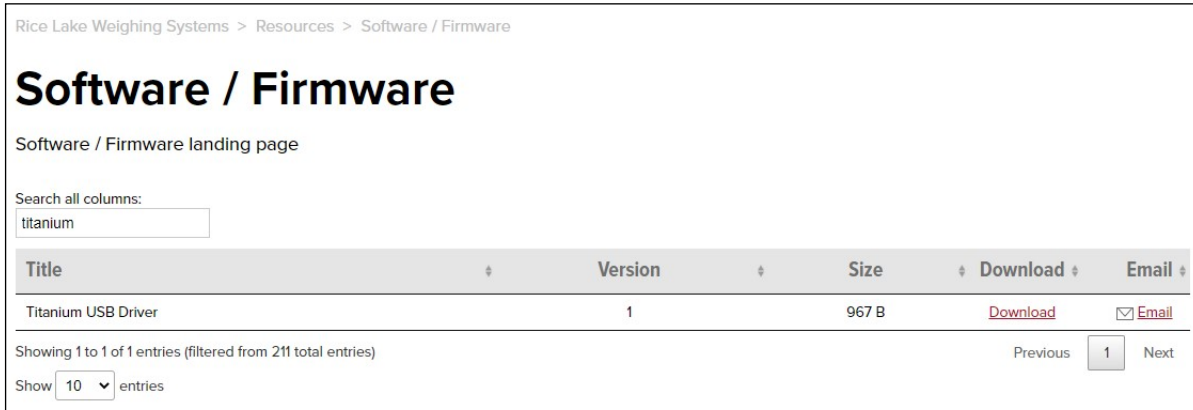 Rice Lake Weighing Systems > Resources > Software / Firmware
Software / Firmware
Software / Firmware landing page
Search all columns:
titanium
Title Version Size Download Email
Titanium USB Driver 1 967 B Download Email
Showing 1 to 1 of 1 entries (filtered from 211 total entries) Previous 1 Next
Show 10 entries